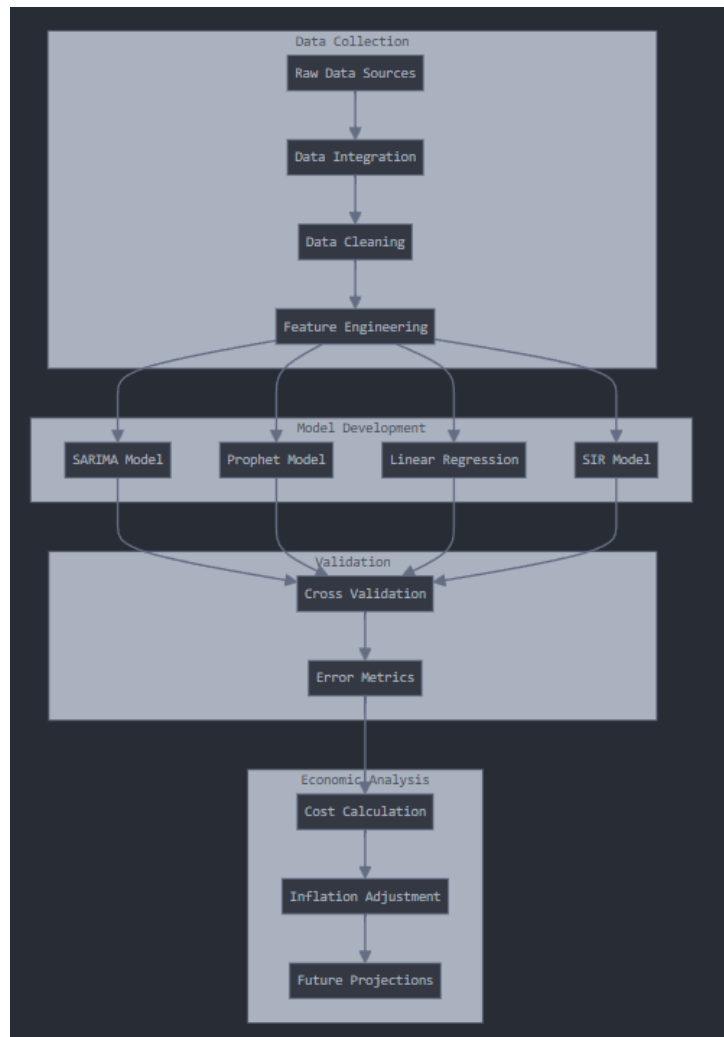 Data Collection
Raw Data Sources
Data Integration
Data Cleaning
Feature Engineering
Model Development
SARIMA Model
Prophet Model
Linear Regression
SIR Model
Validation
Cross Validation
Error Metrics
Economic Analysis
Cost Calculation
Inflation Adjustment
Future Projections